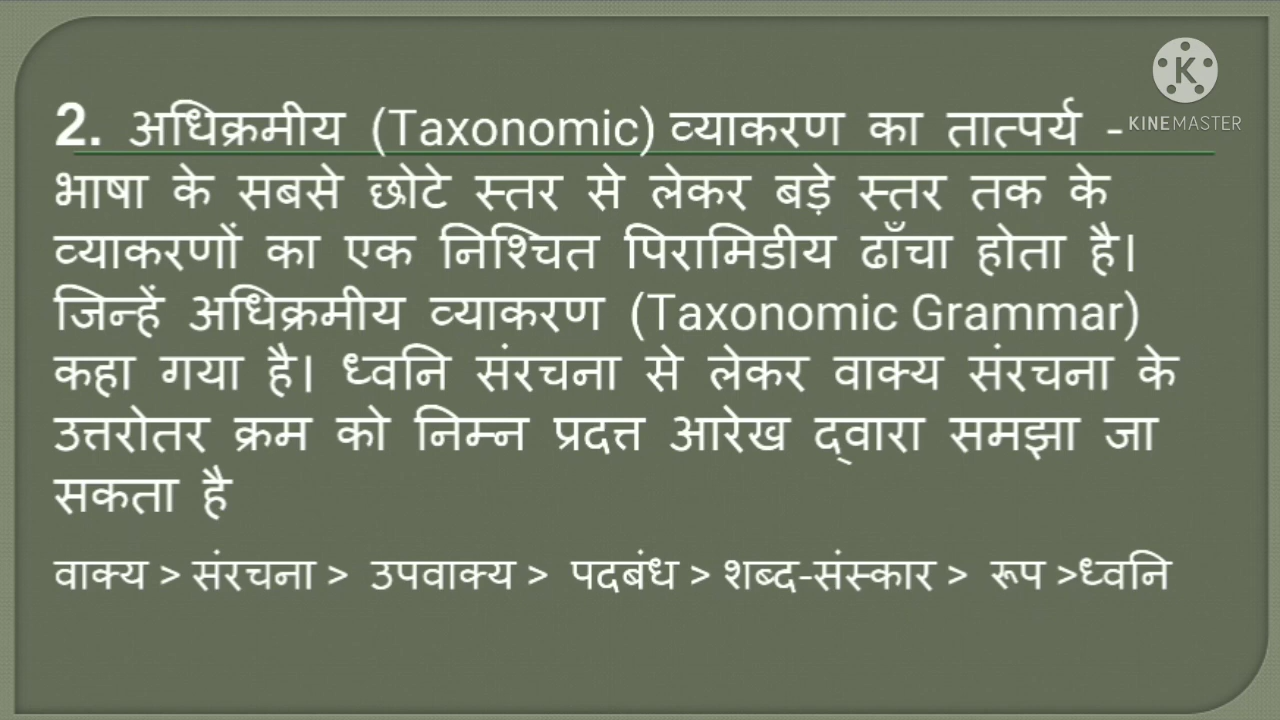 2. अधिक्रमीय (Taxonomic) व्याकरण का तात्पर्य -
K
KINEMASTER
भाषा के सबसे छोटे स्तर से लेकर बड़े स्तर तक के
व्याकरणों का एक निश्चित पिरामिडीय ढाँचा होता है।
जिन्हें अधिक्रमीय व्याकरण (Taxonomic Grammar)
कहा गया है। ध्वनि संरचना से लेकर वाक्य संरचना के
उत्तरोतर क्रम को निम्न प्रदत्त आरेख द्वारा समझा जा
सकता है
वाक्य > संरचना > उपवाक्य > पदबंध > शब्द-संस्कार > रूप >ध्वनि